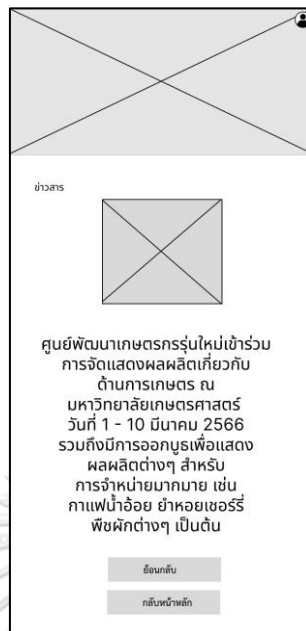 ข่าวสาร
ศูนย์พัฒนาเกษตรกรรุ่นใหม่เข้าร่วม
การจัดแสดงผลผลิตเกี่ยวกับ
ด้านการเกษตร ณ
มหาวิทยาลัยเกษตรศาสตร์
วันที่ 1 - 10 มีนาคม 2566
รวมถึงมีการออกบูธเพื่อแสดง
ผลผลิตต่างๆ สำหรับ
การจำหน่ายมากมาย เช่น
กาแฟน้ำอ้อย ยำหอยเชอร์รี่
พืชผักต่างๆ เป็นต้น
ย้อนกลับ
กลับหน้าหลัก